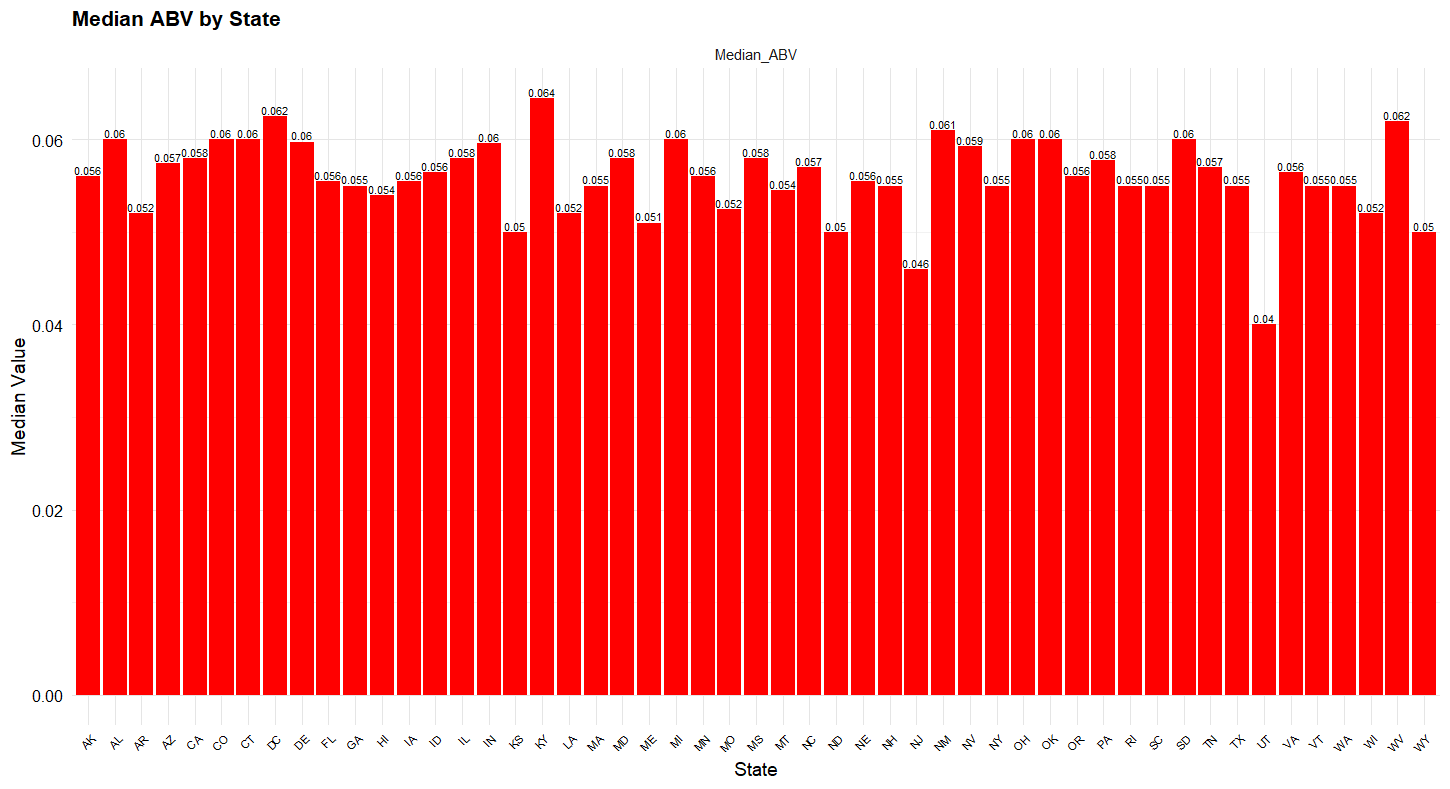 Median ABV by State
Median_ABV
Median Value
0.06
0.04
0.02
0.00
0.056 0.06 0.052 0.057 0.058 0.06 0.06 0.062 0.06 0.056 0.055 0.054 0.056 0.056 0.058 0.06 0.05 0.064 0.052 0.055 0.058 0.051 0.06 0.056 0.052 0.058 0.054 0.057 0.05 0.056 0.055 0.046 0.061 0.059 0.055 0.06 0.06 0.056 0.058 0.055 0.055 0.06 0.057 0.055 0.04 0.056 0.055 0.055 0.052 0.062 0.05
AK AL AR AZ CA CO CT DC DE FL GA HI IA ID IL IN KS KY LA MA MD ME MI MN MO MS MT NC ND NE NH NJ NM NV NY OH OK OR PA RI SC SD TN TX UT VA VT WA WI WV WY
State